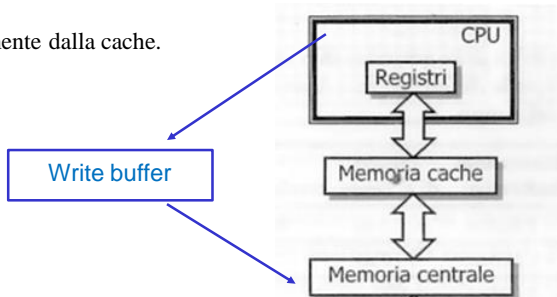 ente dalla cache.
CPU
Registri
Write buffer
Memoria cache
Memoria centrale